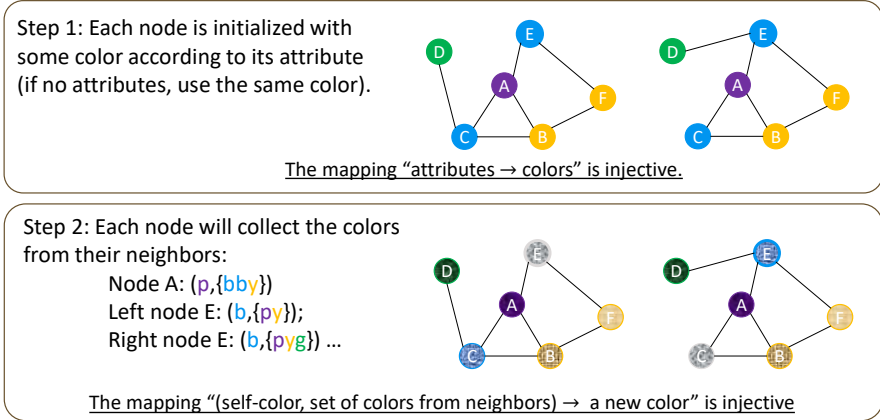 Step 1: Each node is initialized with
some color according to its attribute
(if no attributes, use the same color).
D
E
A
F
C
B
D
E
A
F
C
B
The mapping “attributes → colors” is injective.
Step 2: Each node will collect the colors
from their neighbors:
Node A: (p,{bby})
Left node E: (b,{py});
Right node E: (b,{pyg}) ...
D
E
A
F
C
B
D
E
A
F
C
B
The mapping “(self-color, set of colors from neighbors) → a new color” is injective